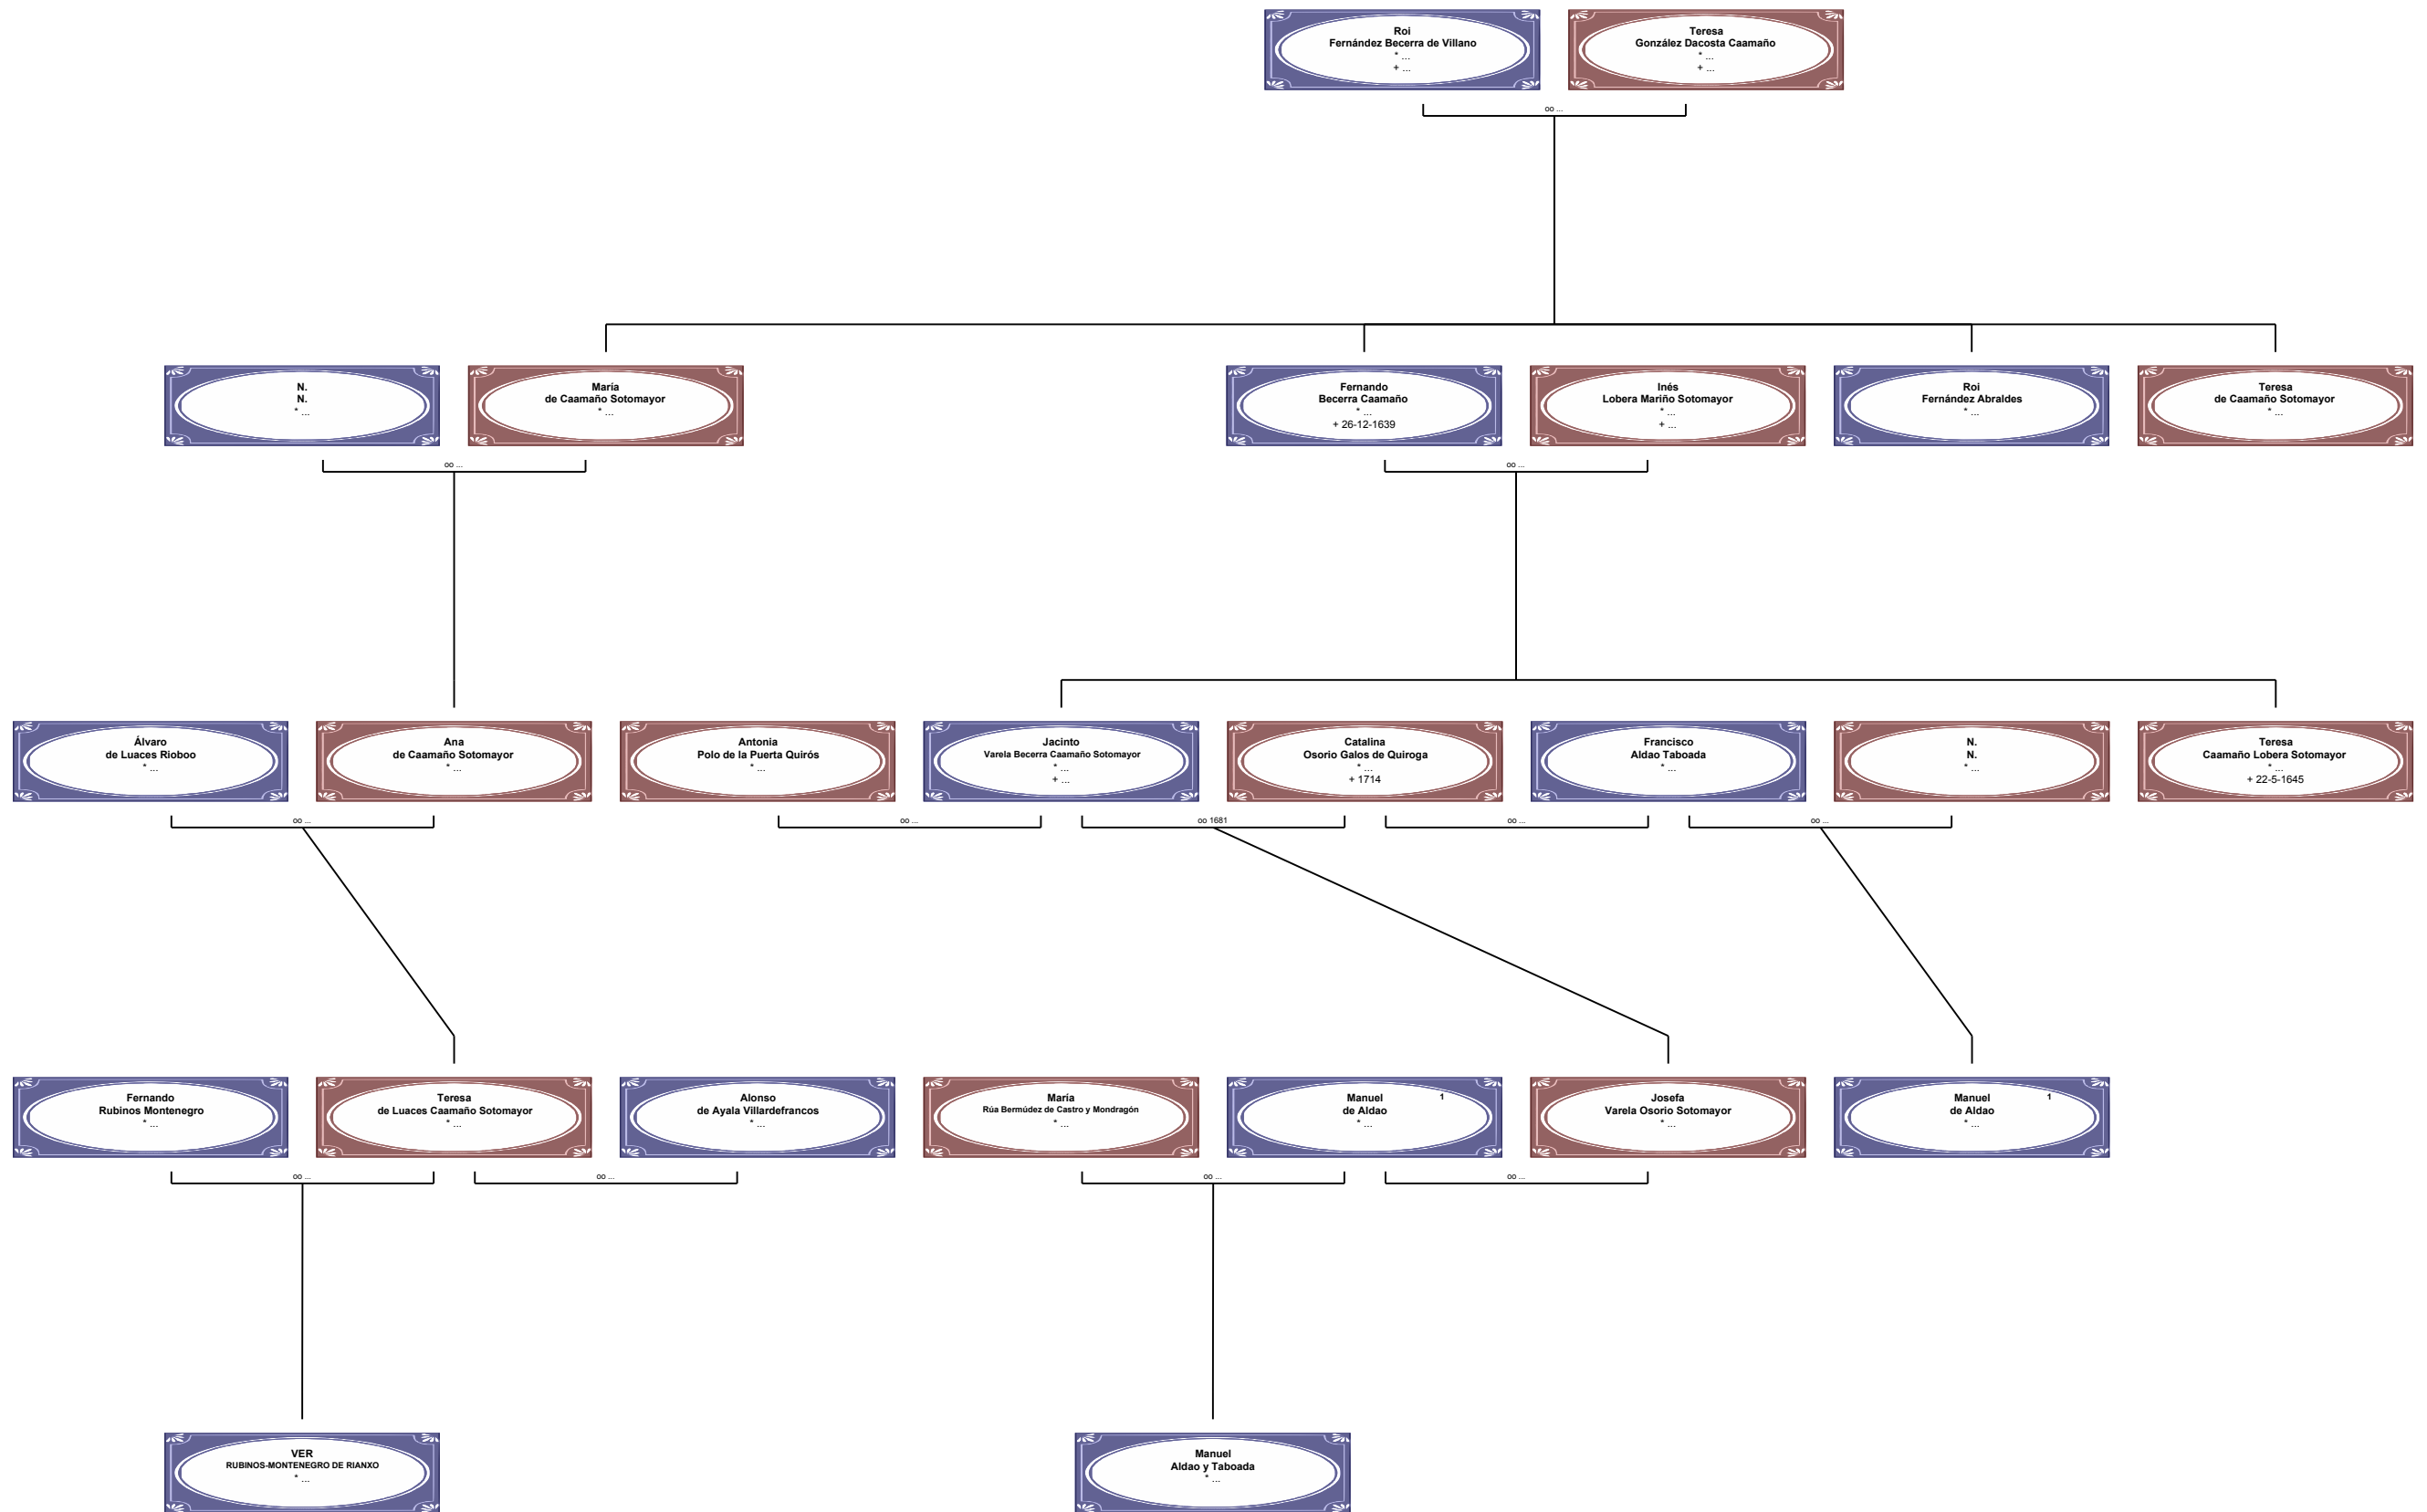 Roi
Fernández Becerra de Villano
* ...
+ ...
Teresa
González Dacosta Caamaño
* ...
+ ...
oo ...
N.
N.
* ...
María
de Caamaño Sotomayor
* ...
Fernando
Becerra Caamaño
* ...
+ 26-12-1639
Inés
Lobera Mariño Sotomayor
* ...
+ ...
Roi
Fernández Abraldes
* ...
Teresa
de Caamaño Sotomayor
* ...
oo ...
oo ...
Álvaro
de Luaces Rioboo
* ...
Ana
de Caamaño Sotomayor
* ...
Antonia
Polo de la Puerta Quirós
* ...
Jacinto
Varela Becerra Caamaño Sotomayor
* ...
+ ...
Catalina
Osorio Galos de Quiroga
* ...
+ 1714
Francisco
Aldao Taboada
* ...
N.
N.
* ...
Teresa
Caamaño Lobera Sotomayor
* ...
+ 22-5-1645
oo ...
oo ...
oo 1681
oo ...
oo ...
Fernando
Rubinos Montenegro
* ...
Teresa
de Luaces Caamaño Sotomayor
* ...
Alonso
de Ayala Villardefrancos
* ...
María
Rúa Bermúdez de Castro y Mondragón
* ...
Manuel 1
de Aldao
* ...
Josefa
Varela Osorio Sotomayor
* ...
Manuel 1
de Aldao
* ...
oo ...
oo ...
oo ...
oo ...
VER
RUBINOS-MONTENEGRO DE RIANXO
* ...
Manuel
Aldao y Taboada
* ...